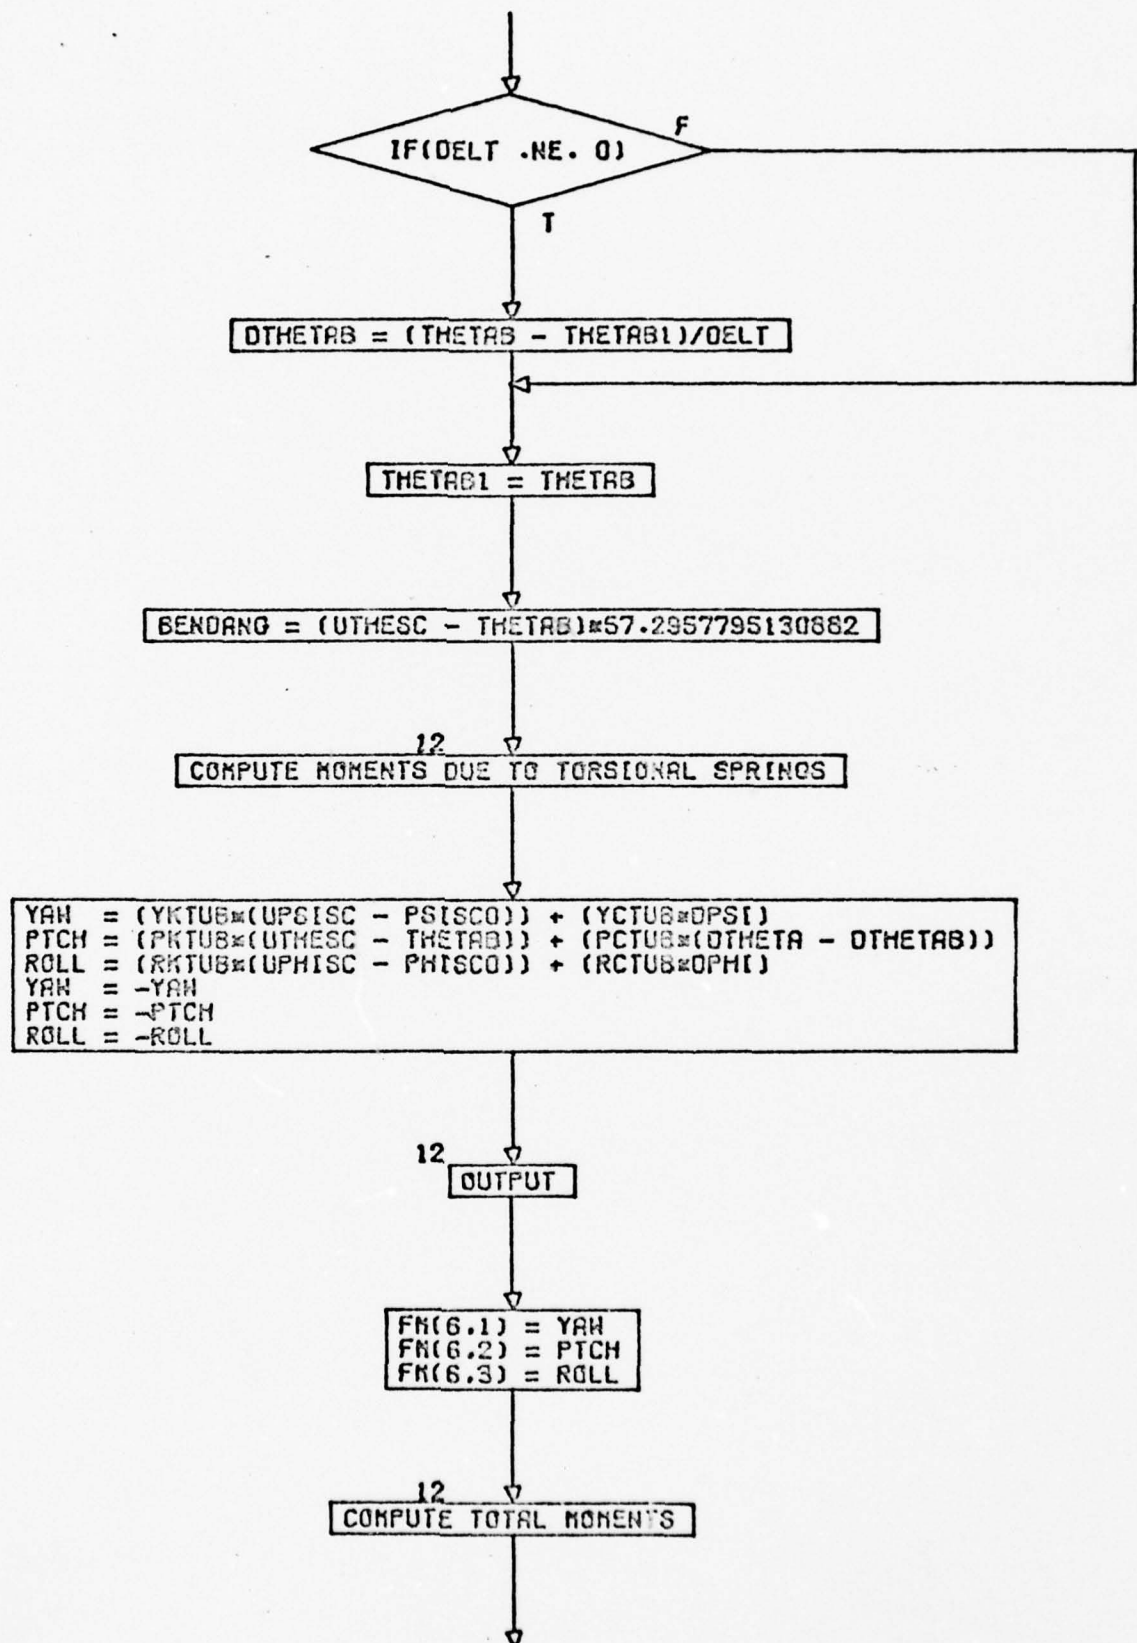 IF(DELT .NE. 0)
F
T
DTHETAB = (THETAB - THETAB1)/DELT
THETAB1 = THETAB
BENDANG = (UTHESC - THETAB)*57.2957795130882
12
COMPUTE MOMENTS DUE TO TORSIONAL SPRINGS
YAW = (YKTUB*(UPSISC - PSISCO)) + (YCTUB*DPSI)
PTCH = (PKTUB*(UTHESC - THETAB)) + (PCTUB*(DTHETA - DTHETAB))
ROLL = (RKTUB*(UPHISC - PHISCO)) + (RCTUB*DPHI)
YAW = -YAW
PTCH = -PTCH
ROLL = -ROLL
12
OUTPUT
FM(6.1) = YAW
FM(6.2) = PTCH
FM(6.3) = ROLL
12
COMPUTE TOTAL MOMENTS